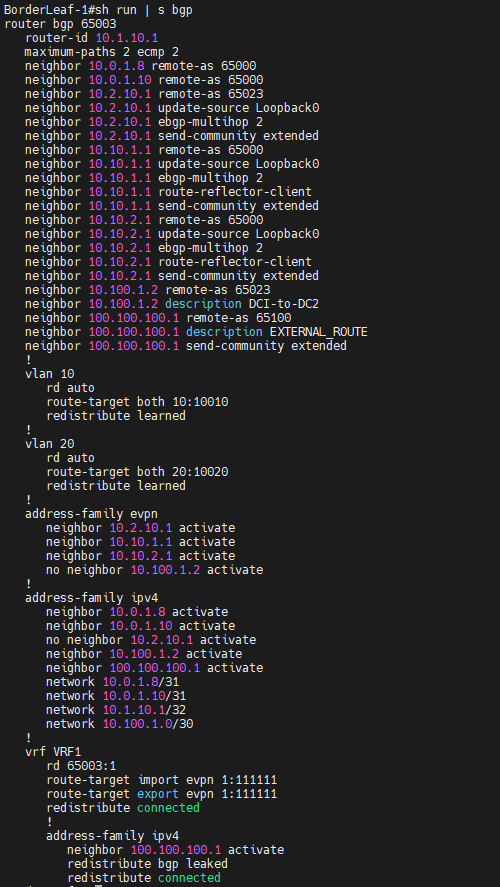 BorderLeaf-1#sh run | s bgp
router bgp 65003
router-id 10.1.10.1
maximum-paths 2 ecmp 2
neighbor 10.0.1.8 remote-as 65000
neighbor 10.0.1.10 remote-as 65000
neighbor 10.2.10.1 remote-as 65023
neighbor 10.2.10.1 update-source Loopback0
neighbor 10.2.10.1 ebgp-multihop 2
neighbor 10.2.10.1 send-community extended
neighbor 10.10.1.1 remote-as 65000
neighbor 10.10.1.1 update-source Loopback0
neighbor 10.10.1.1 ebgp-multihop 2
neighbor 10.10.1.1 route-reflector-client
neighbor 10.10.1.1 send-community extended
neighbor 10.10.2.1 remote-as 65000
neighbor 10.10.2.1 update-source Loopback0
neighbor 10.10.2.1 ebgp-multihop 2
neighbor 10.10.2.1 route-reflector-client
neighbor 10.10.2.1 send-community extended
neighbor 10.100.1.2 remote-as 65023
neighbor 10.100.1.2 description DCI-to-DC2
neighbor 100.100.100.1 remote-as 65100
neighbor 100.100.100.1 description EXTERNAL_ROUTE
neighbor 100.100.100.1 send-community extended
!
vlan 10
rd auto
route-target both 10:10010
redistribute learned
!
vlan 20
rd auto
route-target both 20:10020
redistribute learned
!
address-family evpn
neighbor 10.2.10.1 activate
neighbor 10.10.1.1 activate
neighbor 10.10.2.1 activate
no neighbor 10.100.1.2 activate
!
address-family ipv4
neighbor 10.0.1.8 activate
neighbor 10.0.1.10 activate
no neighbor 10.2.10.1 activate
neighbor 10.100.1.2 activate
neighbor 100.100.100.1 activate
network 10.0.1.8/31
network 10.0.1.10/31
network 10.1.10.1/32
network 10.100.1.0/30
!
vrf VRF1
rd 65003:1
route-target import evpn 1:111111
route-target export evpn 1:111111
redistribute connected
!
address-family ipv4
neighbor 100.100.100.1 activate
redistribute bgp leaked
redistribute connected